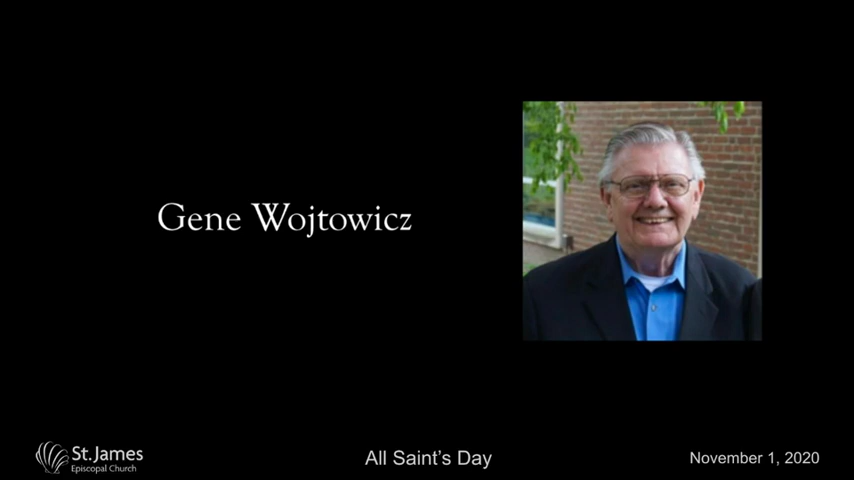 Gene Wojtowicz
St. James
Episcopal Church
All Saint's Day
November 1, 2020